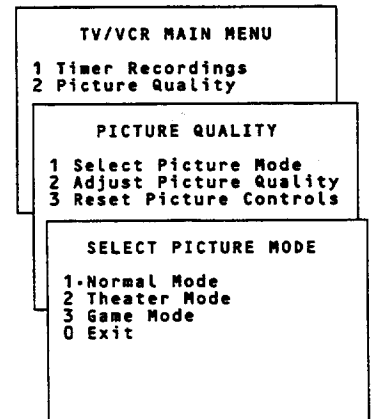 TV/VCR MAIN MENU
1 Timer Recordings
2 Picture Quality
PICTURE QUALITY
1 Select Picture Mode
2 Adjust Picture Quality
3 Reset Picture Controls
SELECT PICTURE MODE
1·Normal Mode
2 Theater Mode
3 Game Mode
0 Exit